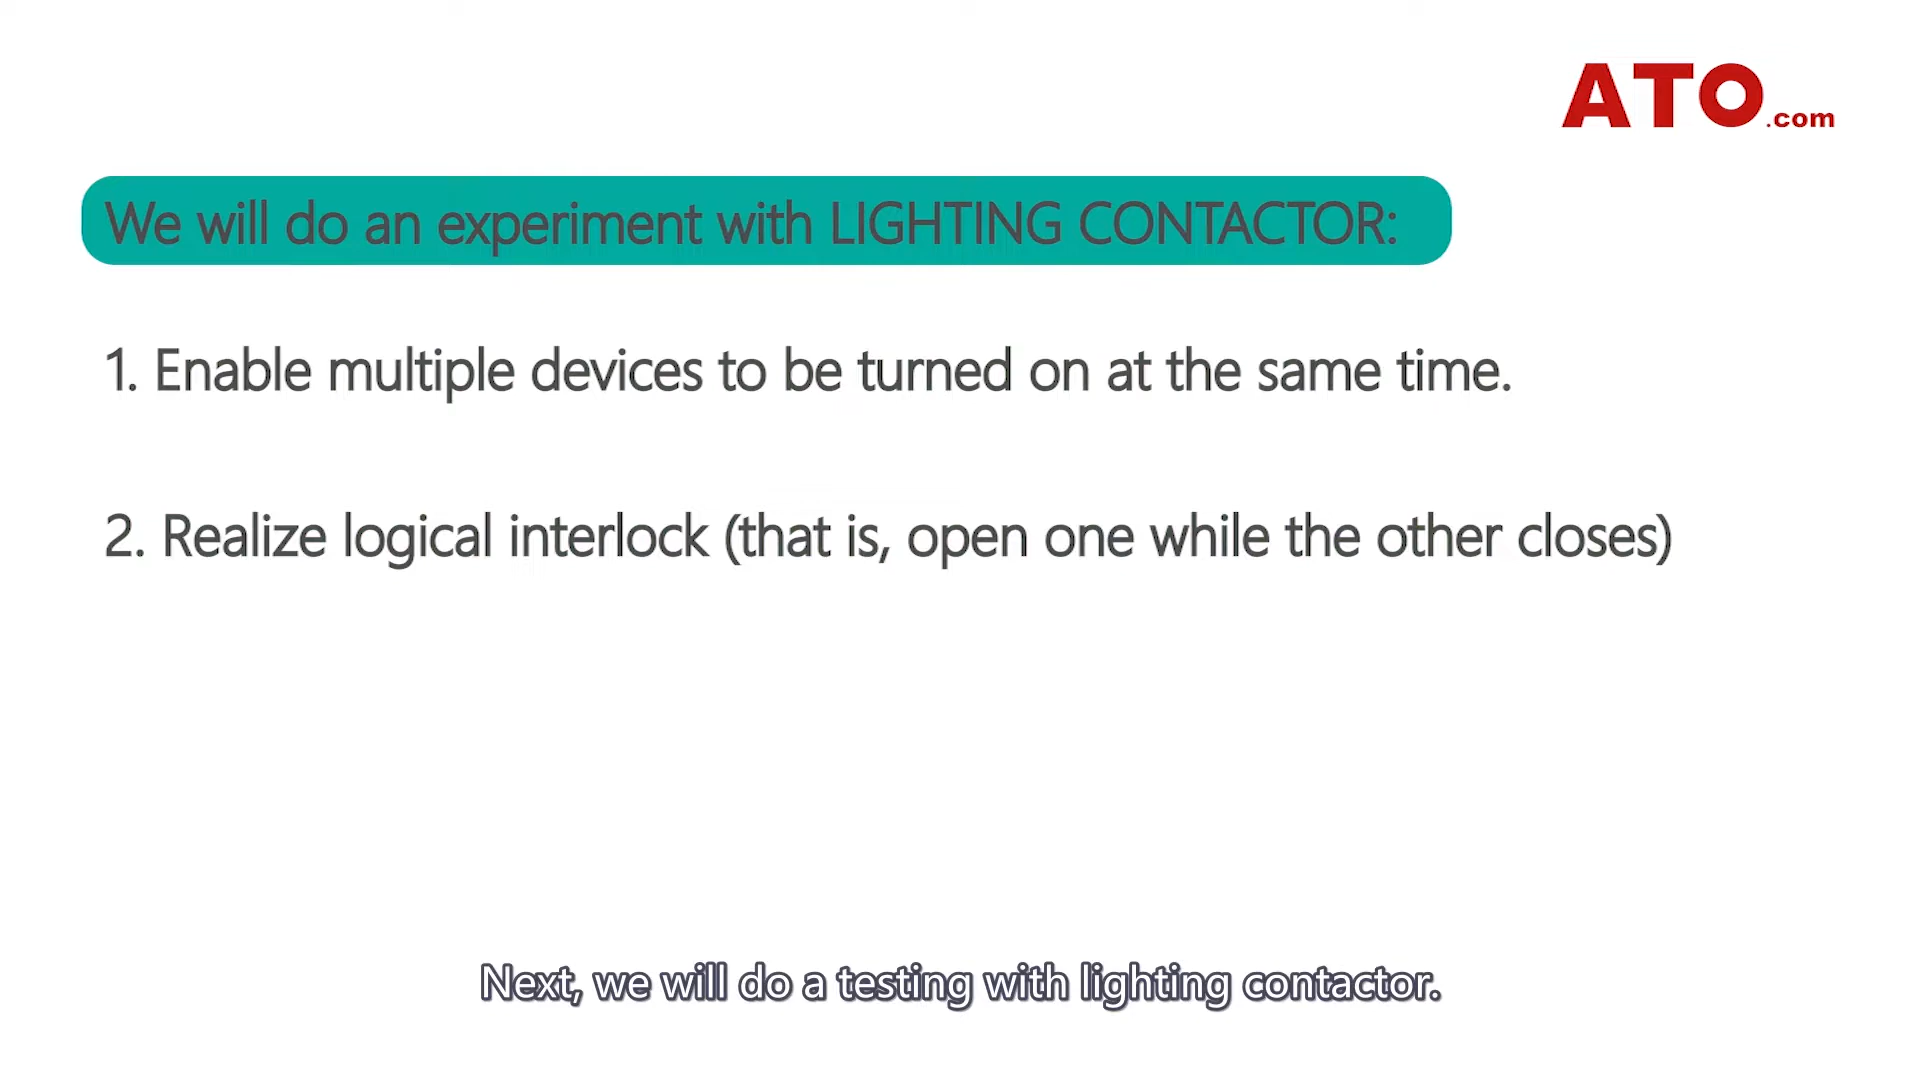 ATO.com
We will do an experiment with LIGHTING CONTACTOR:
1. Enable multiple devices to be turned on at the same time.
2. Realize logical interlock (that is, open one while the other closes)
Next, we will do a testing with lighting contactor.